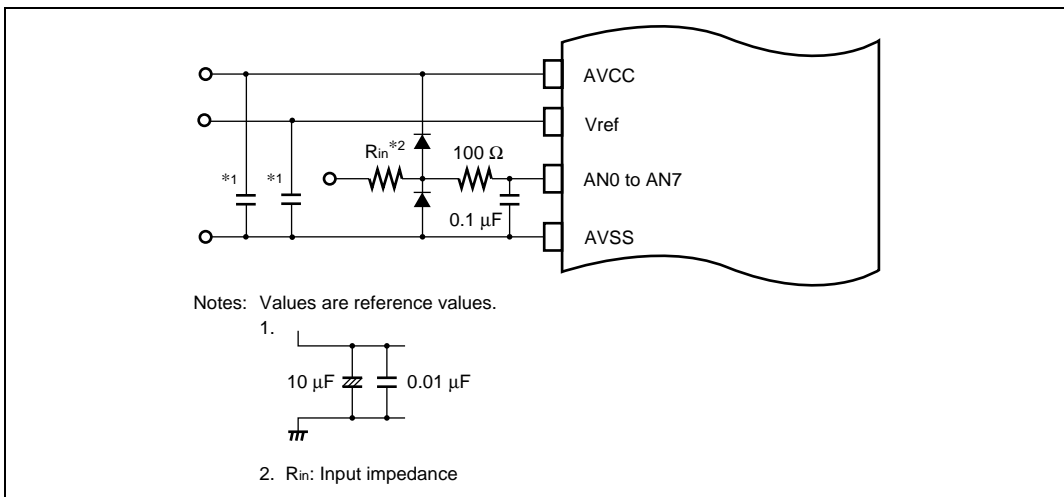 AVCC
Vref
Rin*2
100 Ω
*1
*1
AN0 to AN7
0.1 μF
AVSS
Notes: Values are reference values.
1.
10 μF
0.01 μF
2. Rin: Input impedance